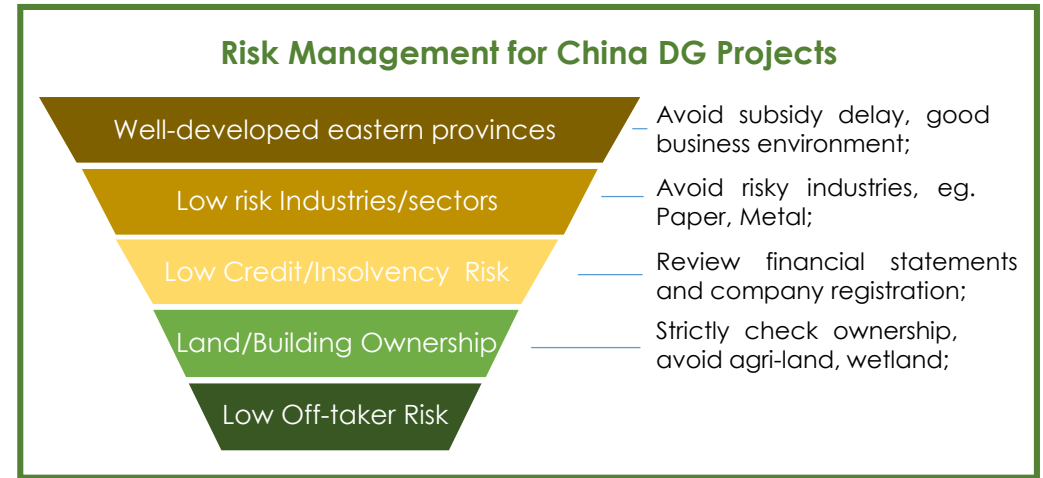 Risk Management for China DG Projects
Well-developed eastern provinces
Avoid subsidy delay, good
business environment;
Low risk Industries/sectors
Avoid risky industries, eg.
Paper, Metal;
Low Credit/Insolvency Risk
Review financial statements
and company registration;
Land/Building Ownership
Strictly check ownership,
avoid agri-land, wetland;
Low Off-taker Risk